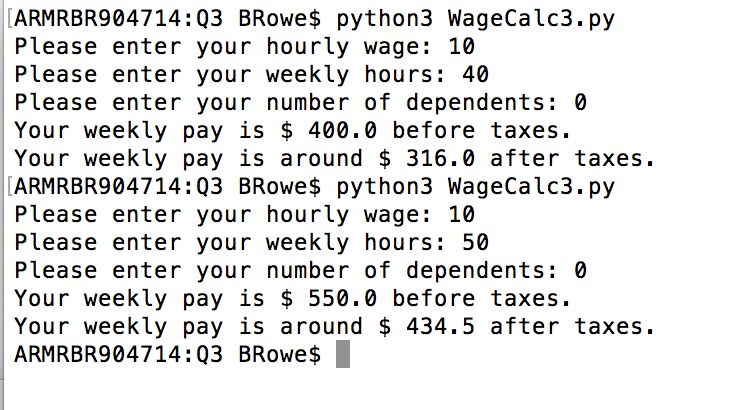 [ARMRBR904714:Q3 BRowe$ python3 WageCalc3.py
Please enter your hourly wage: 10
Please enter your weekly hours: 40
Please enter your number of dependents: 0
Your weekly pay is $ 400.0 before taxes.
Your weekly pay is around $ 316.0 after taxes.
[ARMRBR904714:Q3 BRowe$ python3 WageCalc3.py
Please enter your hourly wage: 10
Please enter your weekly hours: 50
Please enter your number of dependents: 0
Your weekly pay is $ 550.0 before taxes.
Your weekly pay is around $ 434.5 after taxes.
ARMRBR904714:Q3 BRowe$